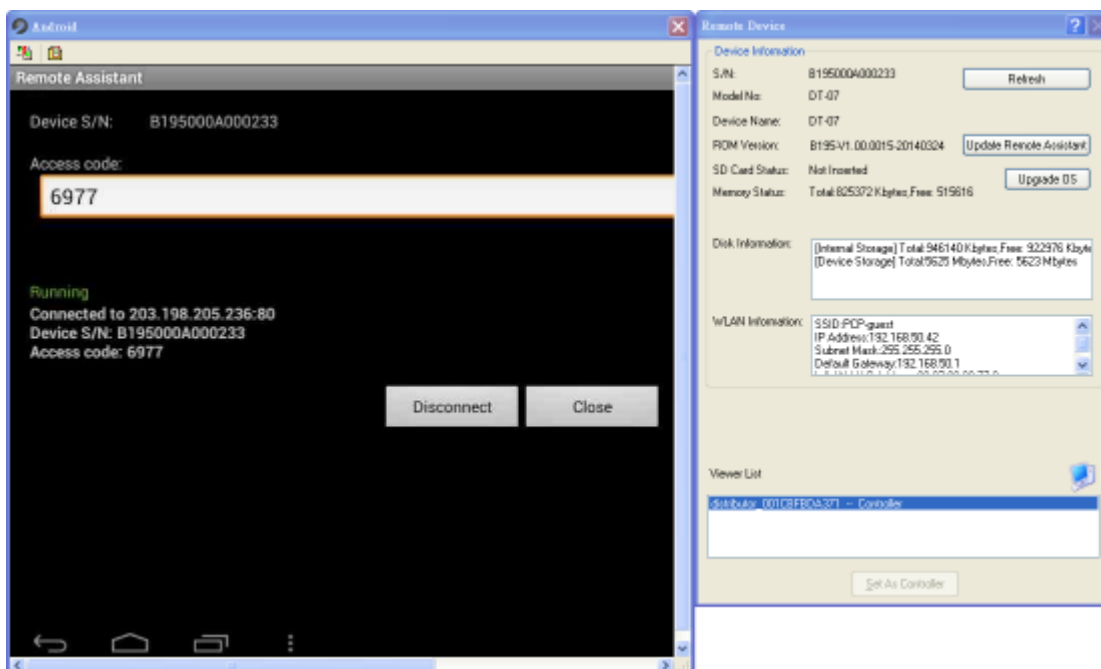 Android
Remote Assistant
Device S/N: B195000A000233
Access code:
6977
Running
Connected to 203.198.205.236:80
Device S/N: B195000A000233
Access code: 6977
Disconnect
Close
Remote Device
Device Information
S/N: B195000A000233
Refresh
Model No: DT-07
Device Name: DT-07
ROM Version: B195-V1.00.0015-20140324
Update Remote Assistant
SD Card Status: Not Inserted
Upgrade OS
Memory Status: Total:825372 Kbytes,Free: 519616
Disk Information:
[Internal Storage] Total:946140 Kbytes,Free: 922976 Kbyte
[Device Storage] Total:5625 Mbytes,Free: 5623 Mbytes
WLAN Information:
SSID:PCP-guest
IP Address:192.168.90.42
Subnet Mask:255.255.255.0
Default Gateway:192.168.90.1
Viewer List
-- Controller
Set As Controller